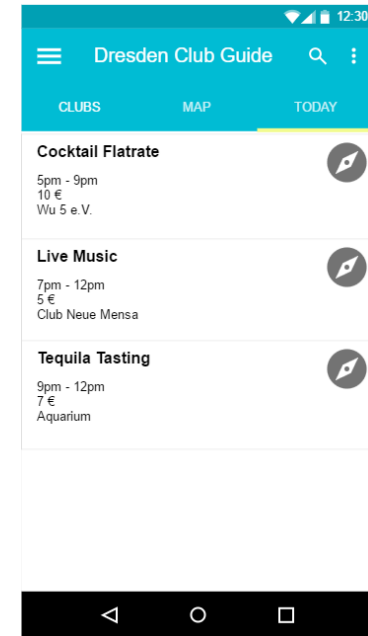 12:30
Dresden Club Guide
CLUBS MAP TODAY
Cocktail Flatrate
5pm - 9pm
10 €
Wu 5 e.V.
Live Music
7pm - 12pm
5 €
Club Neue Mensa
Tequila Tasting
9pm - 12pm
7 €
Aquarium